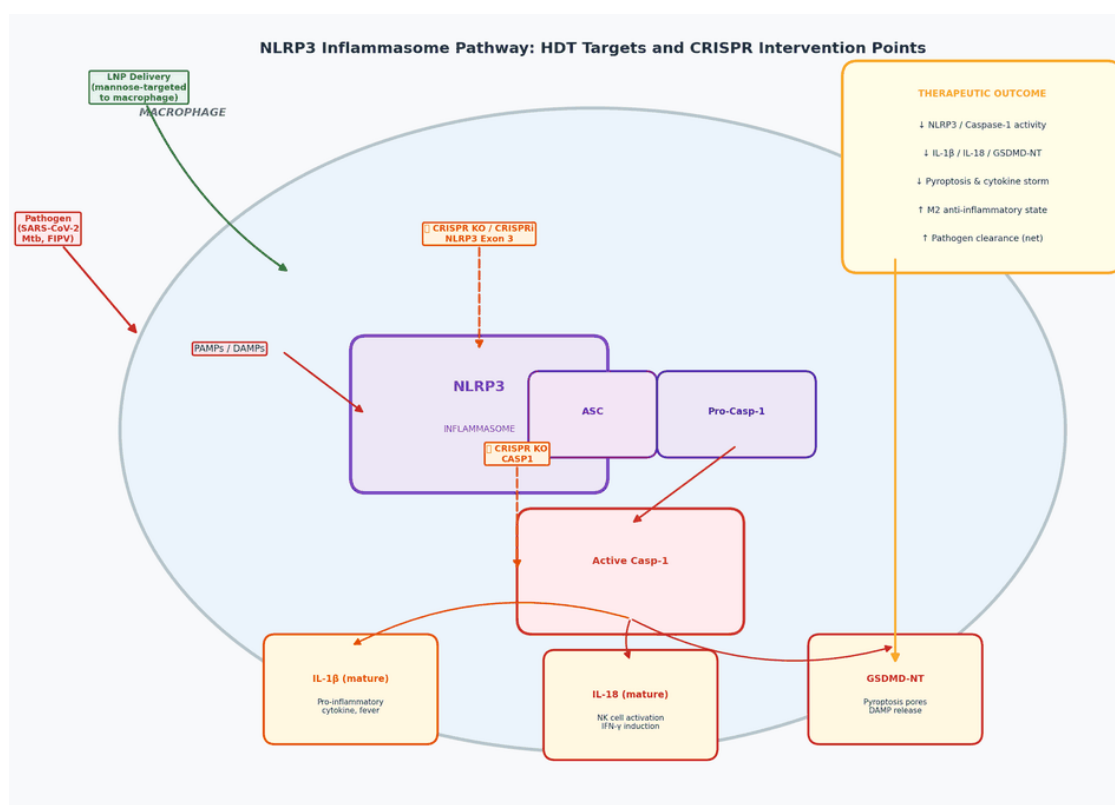 NLRP3 Inflammasome Pathway: HDT Targets and CRISPR Intervention Points
LNP Delivery
(mannose-targeted
to macrophage)
MACROPHAGE
THERAPEUTIC OUTCOME
↓ NLRP3 / Caspase-1 activity
↓ IL-1β / IL-18 / GSDMD-NT
↓ Pyroptosis & cytokine storm
↑ M2 anti-inflammatory state
↑ Pathogen clearance (net)
Pathogen
(SARS-CoV-2
Mtb, FIPV)
CRISPR KO / CRISPRi
NLRP3 Exon 3
PAMPs / DAMPs
NLRP3
INFLAMMASOME
ASC
Pro-Casp-1
CRISPR KO
CASP1
Active Casp-1
IL-1β (mature)
Pro-inflammatory
cytokine, fever
IL-18 (mature)
NK cell activation
IFN-γ induction
GSDMD-NT
Pyroptosis pores
DAMP release